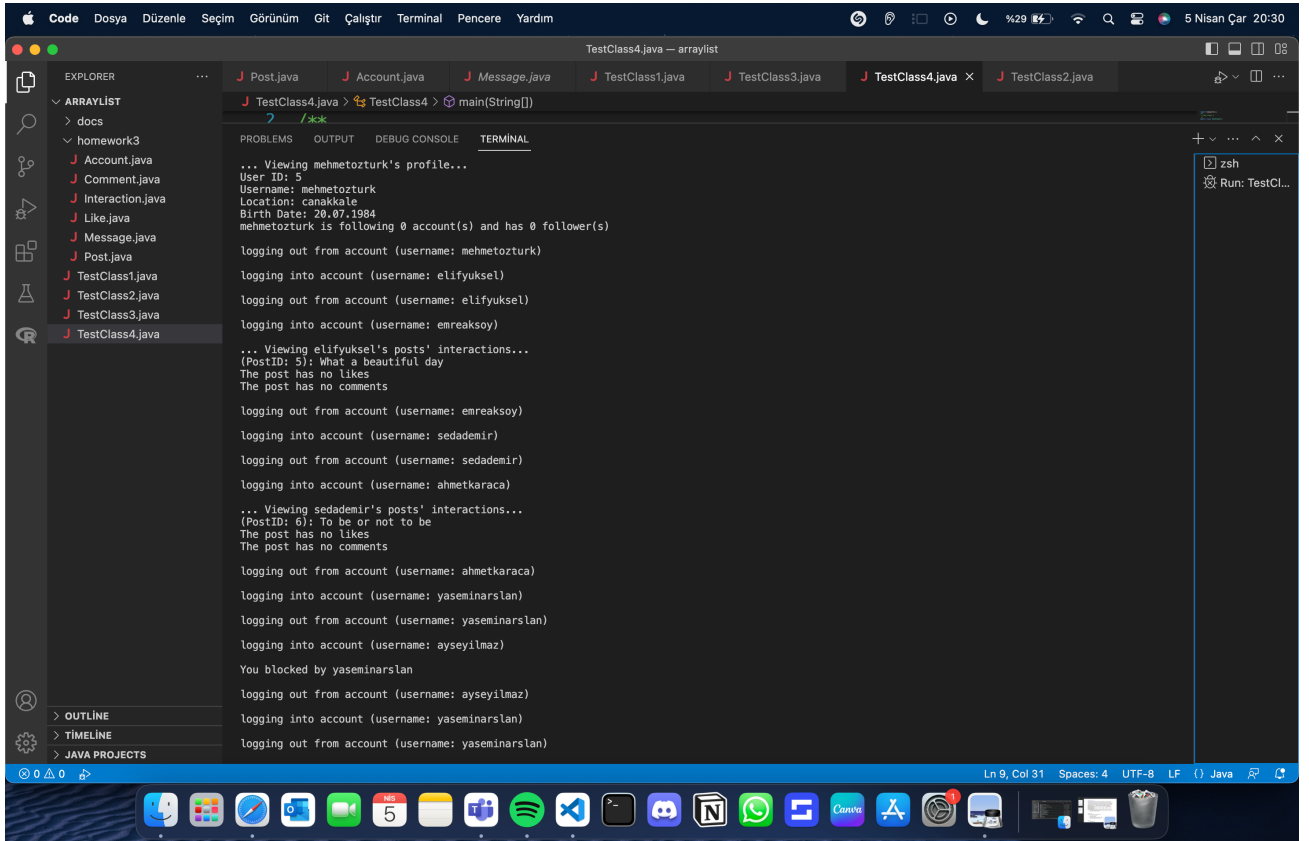 Code Dosya Düzenle Seçim Görünüm Git Çalıştır Terminal Pencere Yardım %29 5 Nisan Çar 20:30
TestClass4.java — arraylist
EXPLORER ...
Post.java Account.java Message.java TestClass1.java TestClass3.java TestClass4.java TestClass2.java
ARRAYLİST
TestClass4.java > TestClass4 > main(String[])
docs
2 /**
homework3
PROBLEMS OUTPUT DEBUG CONSOLE TERMİNAL
Account.java
Comment.java
Interaction.java
Like.java
Message.java
Post.java
TestClass1.java
TestClass2.java
TestClass3.java
TestClass4.java
... Viewing mehmetozturk's profile...
User ID: 5
Username: mehmetozturk
Location: canakkale
Birth Date: 20.07.1984
mehmetozturk is following 0 account(s) and has 0 follower(s)
logging out from account (username: mehmetozturk)
logging into account (username: elifyuksel)
logging out from account (username: elifyuksel)
logging into account (username: emreaksoy)
... Viewing elifyuksel's posts' interactions...
(PostID: 5): What a beautiful day
The post has no likes
The post has no comments
logging out from account (username: emreaksoy)
logging into account (username: sedademir)
logging out from account (username: sedademir)
logging into account (username: ahmetkaraca)
... Viewing sedademir's posts' interactions...
(PostID: 6): To be or not to be
The post has no likes
The post has no comments
logging out from account (username: ahmetkaraca)
logging into account (username: yaseminarslan)
logging out from account (username: yaseminarslan)
logging into account (username: ayseyilmaz)
You blocked by yaseminarslan
logging out from account (username: ayseyilmaz)
logging into account (username: yaseminarslan)
logging out from account (username: yaseminarslan)
zsh
Run: TestCl...
OUTLİNE
TİMELİNE
JAVA PROJECTS
0 0 Ln 9, Col 31 Spaces: 4 UTF-8 LF {} Java
NİS
5
Canva
1